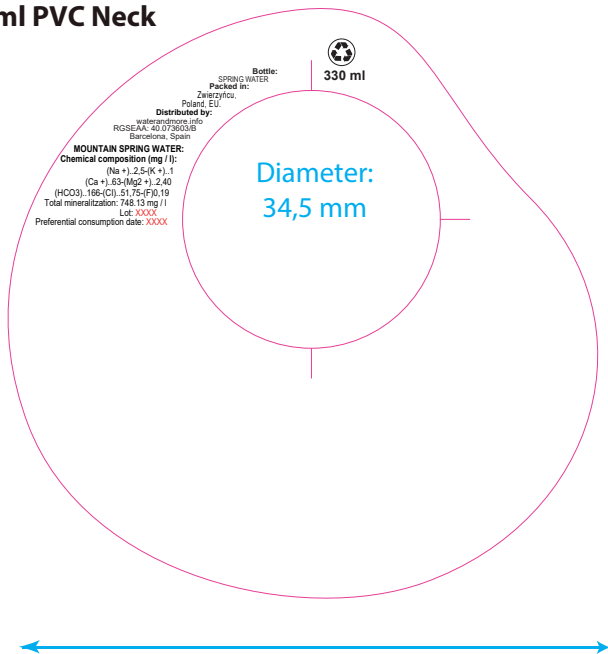 ml PVC Neck
330 ml
Bottle:
SPRING WATER
Packed in:
Zwierzyńcu,
Poland, EU.
Distributed by:
waterandmore.info
RGSEAA: 40.073603/B
Barcelona, Spain
MOUNTAIN SPRING WATER:
Chemical composition (mg / l):
(Na +)..2,5-(K +)..1
(Ca +)..63-(Mg2 +)..2,40
(HCO3)..166-(Cl)..51,75-(F)0,19
Total mineralitzation: 748.13 mg / l
Lot: XXXX
Preferential consumption date: XXXX
Diameter:
34,5 mm